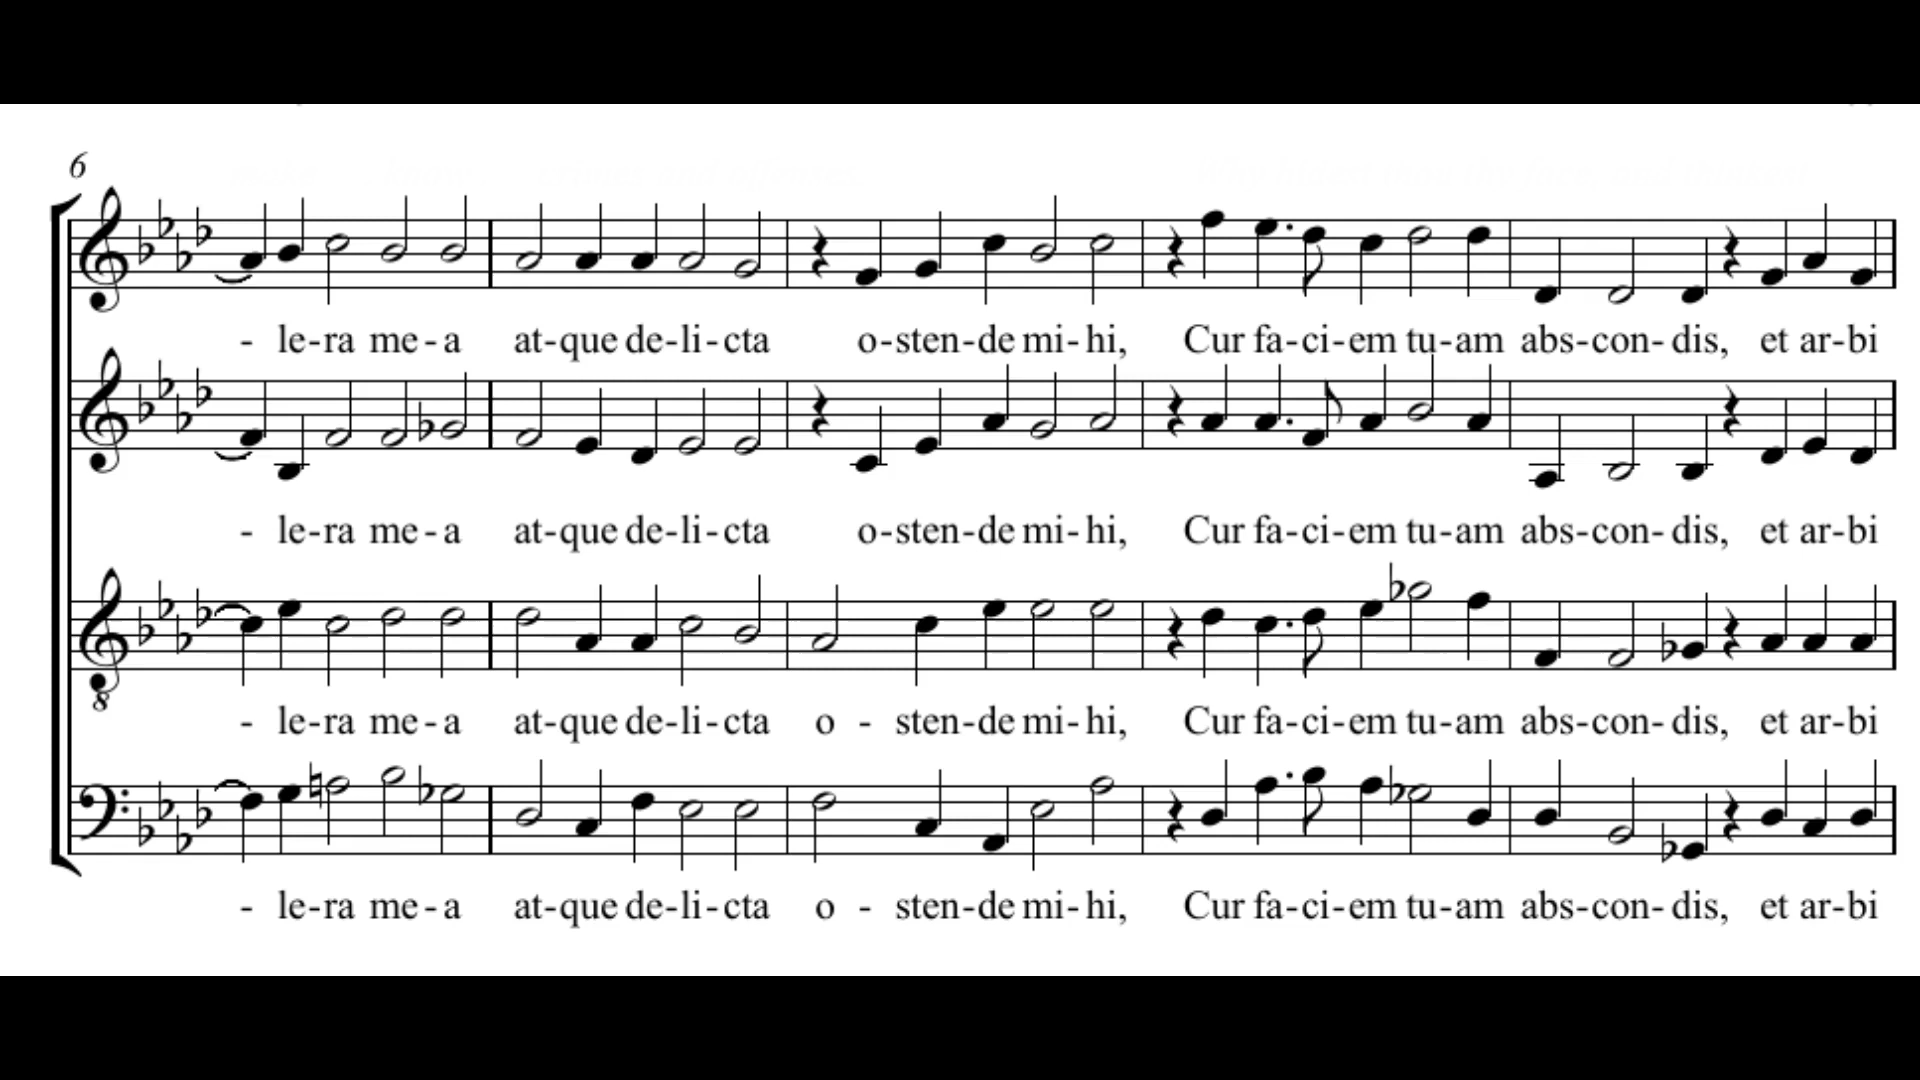 6
- le-ra me-a at-que de-li-cta o-sten-de mi-hi, Cur fa-ci-em tu-am abs-con-dis, et ar-bi
- le-ra me-a at-que de-li-cta o-sten-de mi-hi, Cur fa-ci-em tu-am abs-con-dis, et ar-bi
8
- le-ra me-a at-que de-li-cta o - sten-de mi-hi, Cur fa-ci-em tu-am abs-con-dis, et ar-bi
- le-ra me-a at-que de-li-cta o - sten-de mi-hi, Cur fa-ci-em tu-am abs-con-dis, et ar-bi